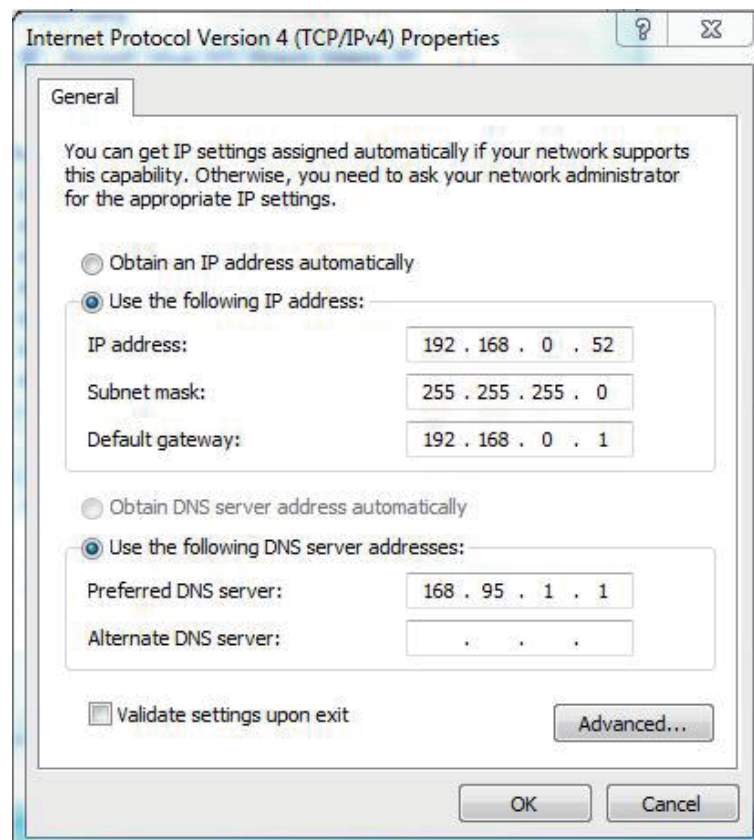 Internet Protocol Version 4 (TCP/IPv4) Properties
General
You can get IP settings assigned automatically if your network supports
this capability. Otherwise, you need to ask your network administrator
for the appropriate IP settings.
Obtain an IP address automatically
Use the following IP address:
IP address: 192 . 168 . 0 . 52
Subnet mask: 255 . 255 . 255 . 0
Default gateway: 192 . 168 . 0 . 1
Obtain DNS server address automatically
Use the following DNS server addresses:
Preferred DNS server: 168 . 95 . 1 . 1
Alternate DNS server: . . .
Validate settings upon exit
Advanced...
OK Cancel